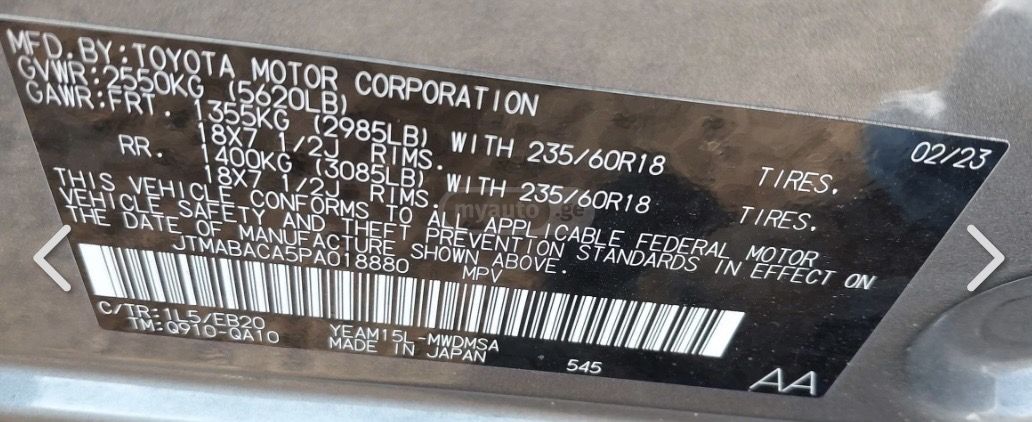 MFD.BY:TOYOTA MOTOR CORPORATION 02/23
GVWR:2550KG (5620LB)
GAWR:FRT. 1355KG (2985LB) WITH 235/60R18 TIRES,
18X7 1/2J RIMS.
RR. 1400KG (3085LB) WITH 235/60R18 TIRES,
18X7 1/2J RIMS.
THIS VEHICLE CONFORMS TO ALL APPLICABLE FEDERAL MOTOR
VEHICLE SAFETY AND THEFT PREVENTION STANDARDS IN EFFECT ON
THE DATE OF MANUFACTURE SHOWN ABOVE.
JTMABACA5PA018880 MPV
C/TR:1L5/EB20 YEAM15L-MWDMSA
TM:Q910-QA10 MADE IN JAPAN 545
AA
myauto.ge